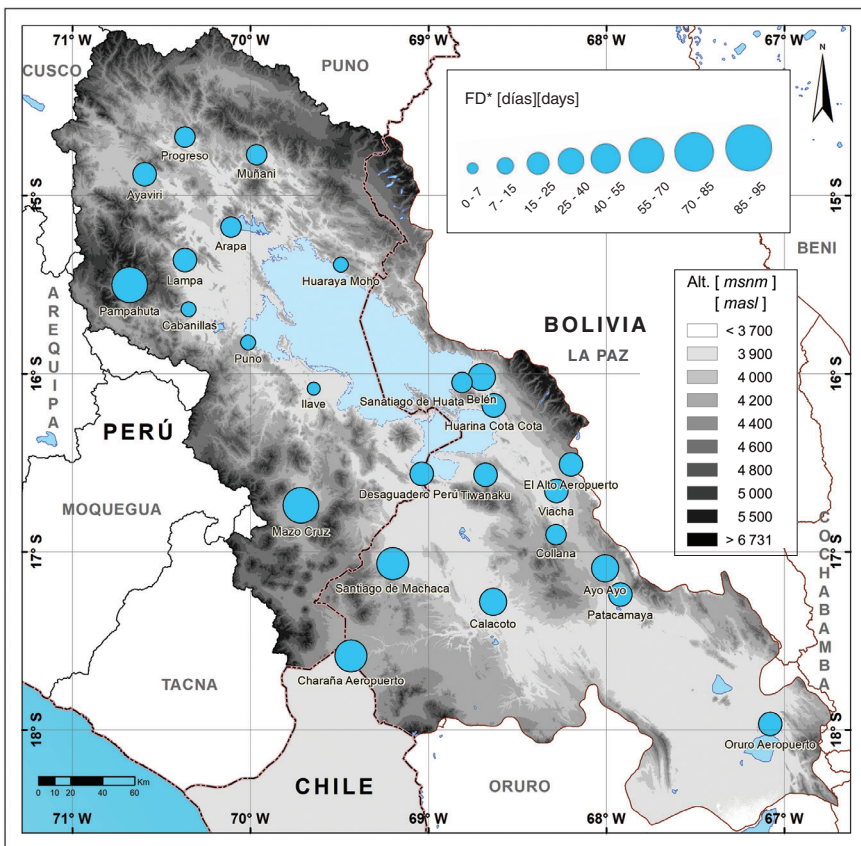 71°W 70°W 69°W 68°W 67°W
CUSCO
PUNO
N
FD* [días][days]
0 - 7
7 - 15
15 - 25
25 - 40
40 - 55
55 - 70
70 - 85
85 - 95
Progreso
Muñani
Ayaviri
15°S
15°S
Arapa
BENI
Lampa
Huaraya Moho
Pampahuta
Cabanillas
AREQUIPA
Alt. [ msnm ]
[ masl ]
< 3 700
3 900
4 000
4 200
4 400
4 600
4 800
5 000
5 500
> 6 731
BOLIVIA
LA PAZ
Puno
16°S
16°S
Ilave
Sanatiago de Huata
Belén
Huarina Cota Cota
PERÚ
El Alto Aeropuerto
Desaguadero Perú
Tiwanaku
Viacha
MOQUEGUA
Mazo Cruz
Collana
17°S
17°S
COCHABAMBA
Santiago de Machaca
Ayo Ayo
Patacamaya
Calacoto
TACNA
Charaña Aeropuerto
18°S
18°S
Oruro Aeropuerto
0 10 20 40 60
Km
CHILE
ORURO
71°W 70°W 69°W 68°W 67°W